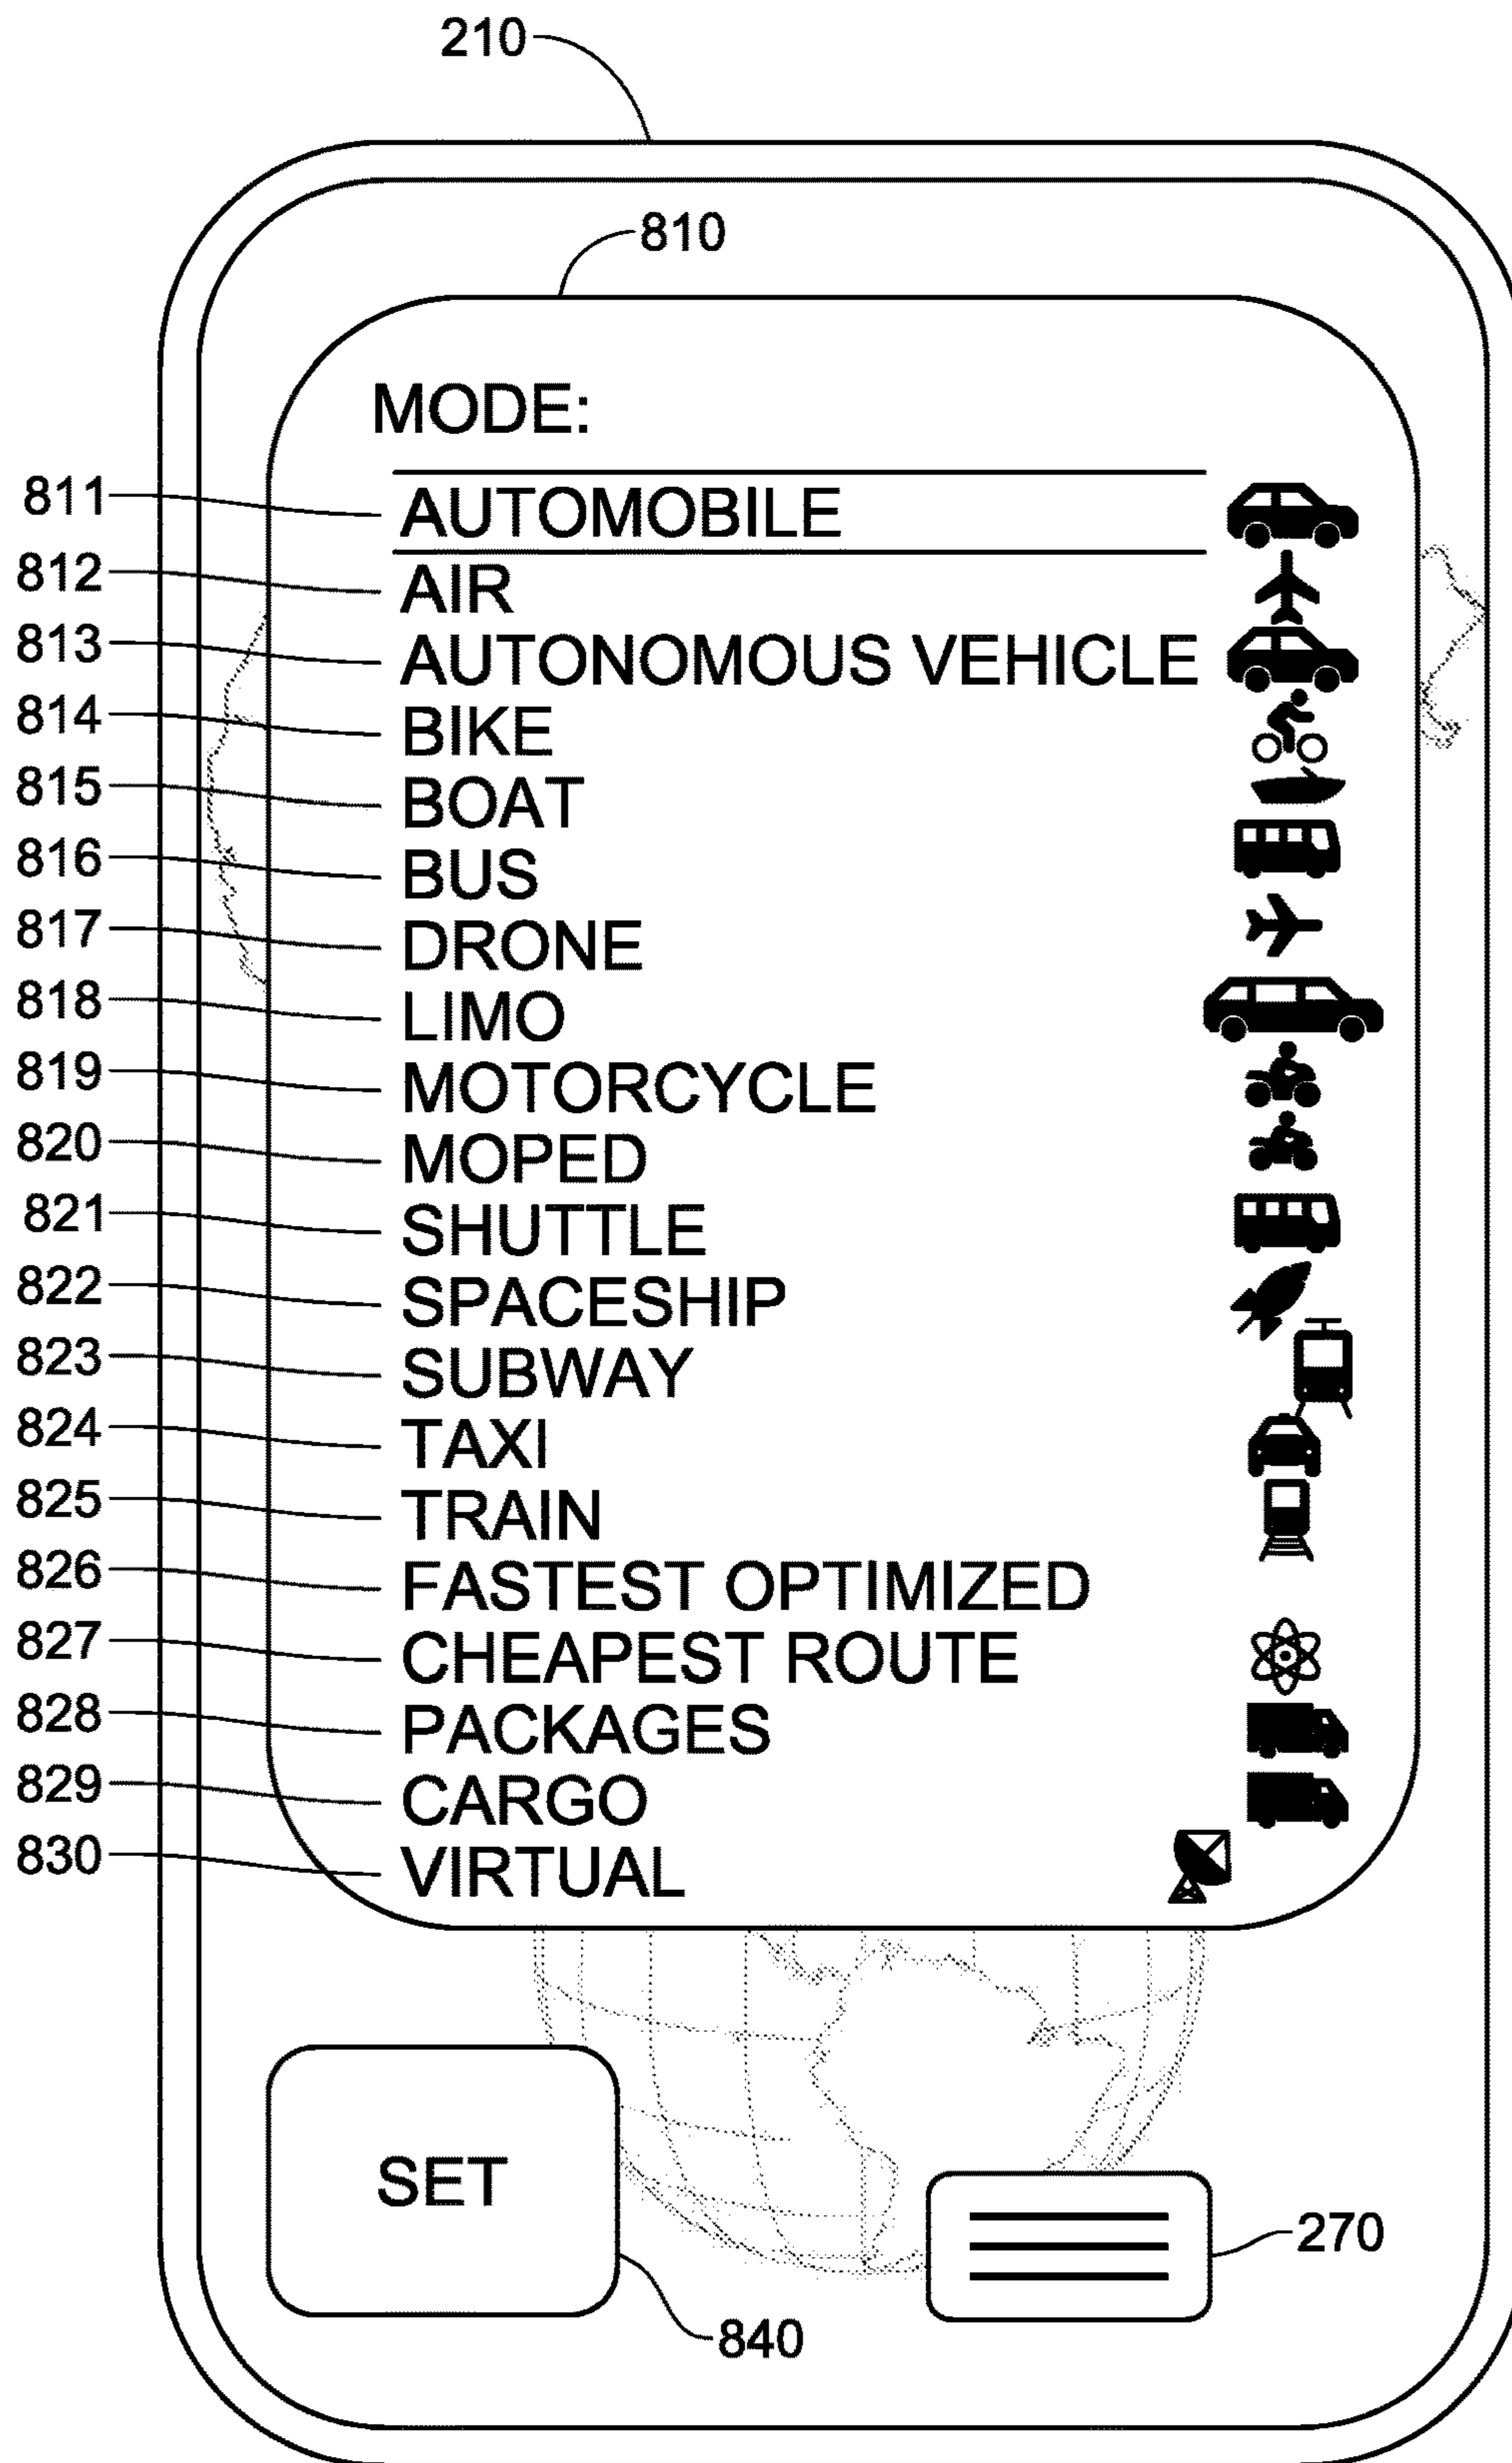 210
810
MODE:
811 AUTOMOBILE
812 AIR
813 AUTONOMOUS VEHICLE
814 BIKE
815 BOAT
816 BUS
817 DRONE
818 LIMO
819 MOTORCYCLE
820 MOPED
821 SHUTTLE
822 SPACESHIP
823 SUBWAY
824 TAXI
825 TRAIN
826 FASTEST OPTIMIZED
827 CHEAPEST ROUTE
828 PACKAGES
829 CARGO
830 VIRTUAL
SET
270
840